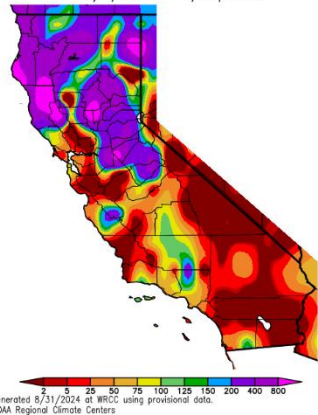 2 5 25 50 75 100 125 150 200 400 800
enerated 8/31/2024 at WRCC using provisional data.
OAA Regional Climate Centers